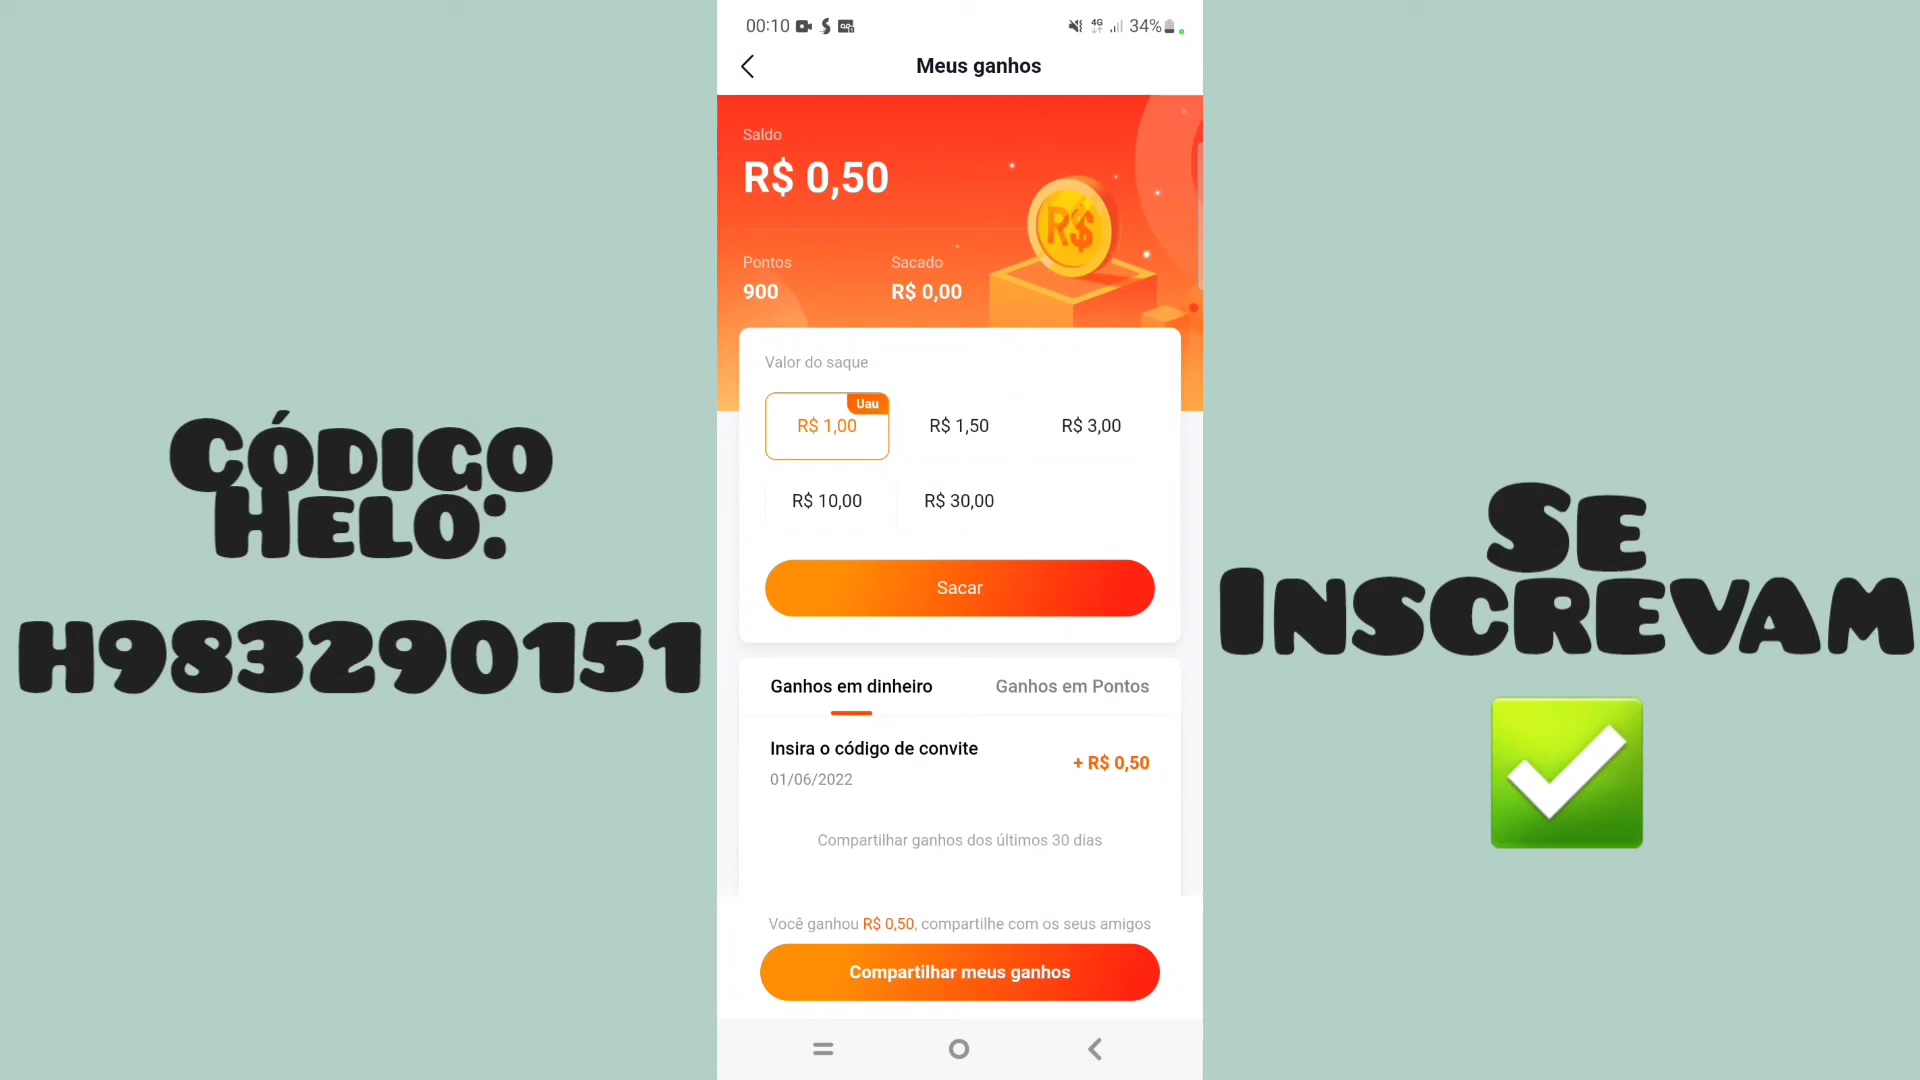 Código
Helo:
H983290151
00:10
4G
34%
Meus ganhos
Saldo
R$ 0,50
R$
Pontos
Sacado
900
R$ 0,00
Valor do saque
Uau
R$ 1,00
R$ 1,50
R$ 3,00
R$ 10,00
R$ 30,00
Sacar
Ganhos em dinheiro
Ganhos em Pontos
Insira o código de convite
+ R$ 0,50
01/06/2022
Compartilhar ganhos dos últimos 30 dias
Você ganhou R$ 0,50, compartilhe com os seus amigos
Compartilhar meus ganhos
Se
Inscrevam